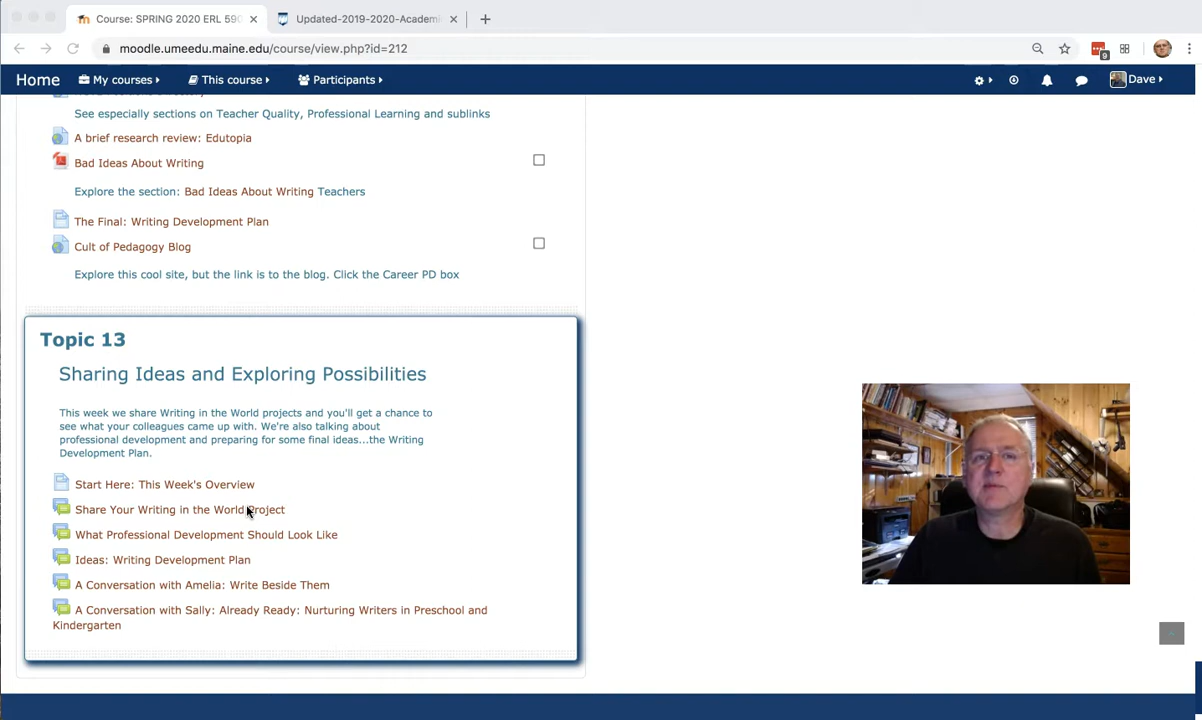 Course: SPRING 2020 ERL 590
Updated-2019-2020-Academi
moodle.umeedu.maine.edu/course/view.php?id=212
9
Home
My courses
This course
Participants
Dave
See especially sections on Teacher Quality, Professional Learning and sublinks
A brief research review: Edutopia
Bad Ideas About Writing
Explore the section: Bad Ideas About Writing Teachers
The Final: Writing Development Plan
Cult of Pedagogy Blog
Explore this cool site, but the link is to the blog. Click the Career PD box
Topic 13
Sharing Ideas and Exploring Possibilities
This week we share Writing in the World projects and you'll get a chance to
see what your colleagues came up with. We're also talking about
professional development and preparing for some final ideas...the Writing
Development Plan.
Start Here: This Week's Overview
Share Your Writing in the World Project
What Professional Development Should Look Like
Ideas: Writing Development Plan
A Conversation with Amelia: Write Beside Them
A Conversation with Sally: Already Ready: Nurturing Writers in Preschool and
Kindergarten